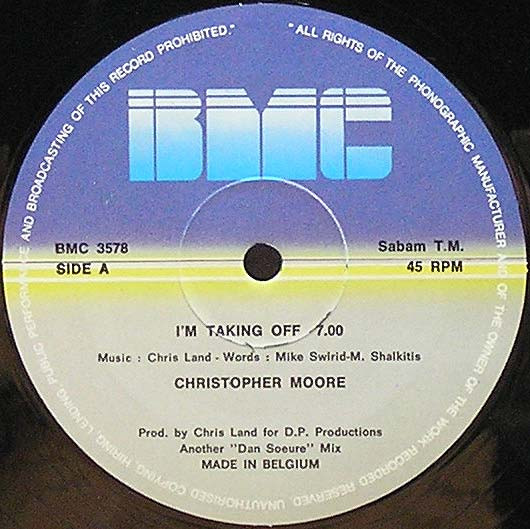 "ALL RIGHTS OF THE PHONOGRAPHIC MANUFACTURER AND OF THE OWNER OF THE WORK RECORDED RESERVED. UNAUTHORISED COPYING, HIRING, LENDING, PUBLIC PERFORMANCE AND BROADCASTING OF THIS RECORD PROHIBITED."
BMC
BMC 3578 Sabam T.M.
SIDE A 45 RPM
I'M TAKING OFF -7.00
Music : Chris Land - Words : Mike Swlrid-M. Shalkitis
CHRISTOPHER MOORE
Prod. by Chris Land for D.P. Productions
Another "Dan Soeure" Mix
MADE IN BELGIUM